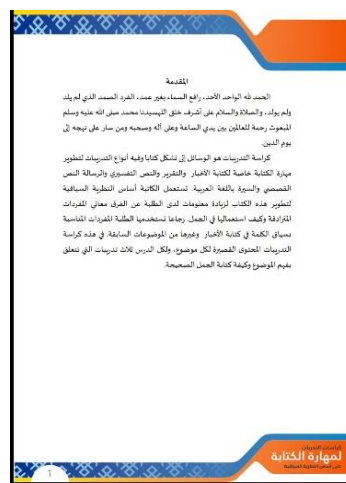 المقدمة
الحمد لله الواحد الأحد، رافع السماء بغير عمد، الفرد الصمد الذي لم يلد
ولم يولد، والصلاة والسلام على أشرف خلق الله سيدنا محمد صلى الله عليه وسلم
المبعوث رحمة للعالمين بين يدي الساعة وعلى آله وصحبه ومن سار على نهجه إلى
يوم الدين.
كراسة التدريبات هو الوسائل إلى تشكل كتابا وفيه أنواع التدريبات لتطوير
مهارة الكتابة خاصية لكتابة الأخبار والتقرير والنص التفسيري والرسالة النص
القصصي والسيرة باللغة العربية. تستعمل الكاتبة أساس النظرية السياقية
لتطوير هذه الكتاب لزيادة معلومات لدى الطلبة عن الفرق معاني المفردات
المترادفة وكيف استعمالها في الجمل. رجاءا تستخدمها الطلبة المفردات المناسبة
بسياق الكلمة في كتابة الأخبار وغيرها من الموضوعات السابقة. في هذه كراسة
التدريبات المحتوى القصيرة لكل موضوع، ولكل الدرس ثلاث تدريبات التي تتعلق
بفهم الموضوع وكيفة كتابة الجمل الصحيحة.
كراسات التدريبات
لمهارة الكتابة
على أساس النظرية السياقية